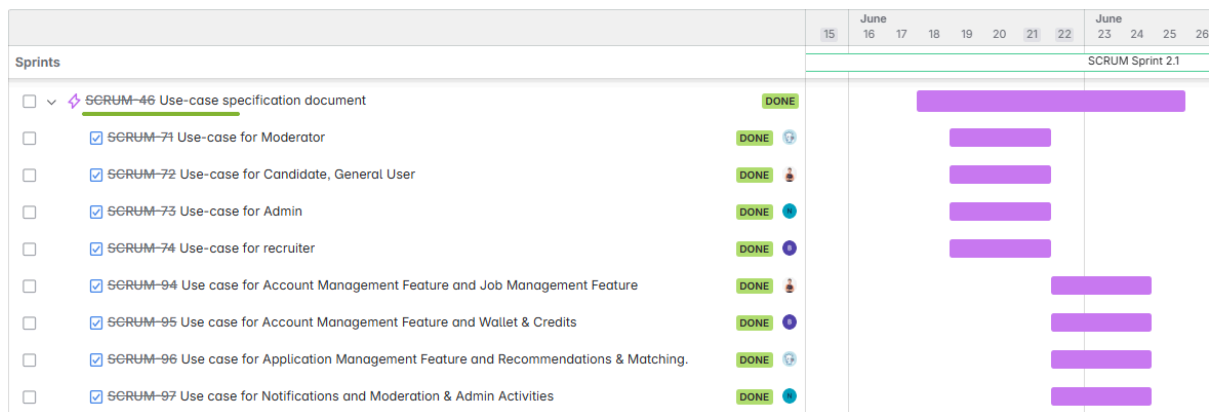 June June
15 16 17 18 19 20 21 22 23 24 25 26
Sprints SCRUM Sprint 2.1
SCRUM-46 Use-case specification document DONE
SCRUM-71 Use-case for Moderator DONE
SCRUM-72 Use-case for Candidate, General User DONE
SCRUM-73 Use-case for Admin DONE N
SCRUM-74 Use-case for recruiter DONE
SCRUM-94 Use case for Account Management Feature and Job Management Feature DONE
SCRUM-95 Use case for Account Management Feature and Wallet & Credits DONE
SCRUM-96 Use case for Application Management Feature and Recommendations & Matching. DONE
SCRUM-97 Use case for Notifications and Moderation & Admin Activities DONE N